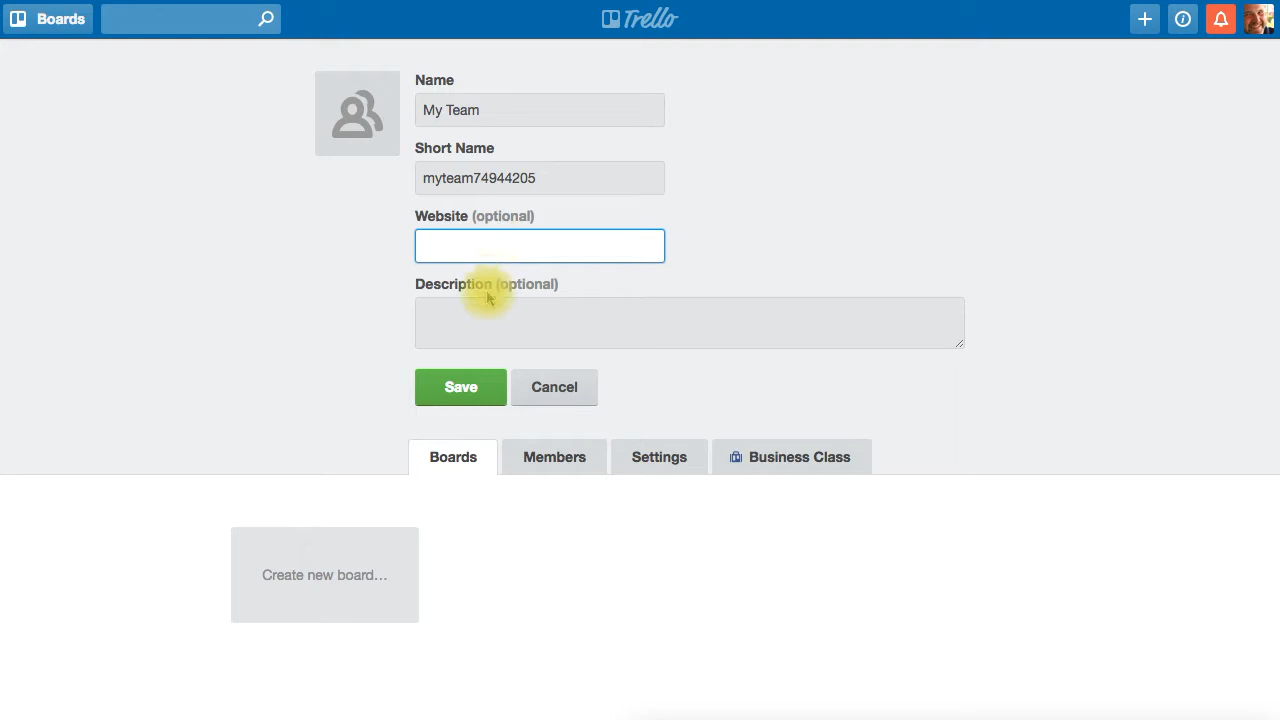 Boards
Trello
Name
My Team
Short Name
myteam74944205
Website (optional)
Description (optional)
Save Cancel
Boards Members Settings Business Class
Create new board…